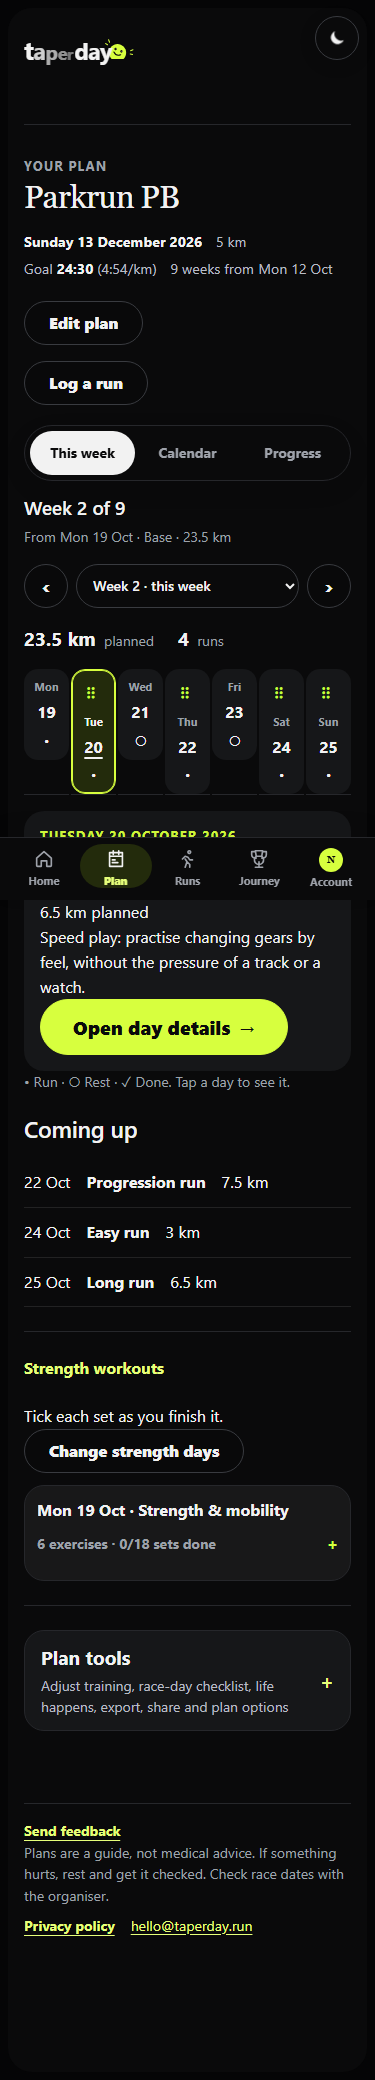 taperday
YOUR PLAN
Parkrun PB
Sunday 13 December 2026 5 km
Goal 24:30 (4:54/km) 9 weeks from Mon 12 Oct
Edit plan
Log a run
This week Calendar Progress
Week 2 of 9
From Mon 19 Oct · Base · 23.5 km
‹ Week 2 · this week ›
23.5 km planned 4 runs
Mon 19 •
Tue 20 •
Wed 21 ○
Thu 22 •
Fri 23 ○
Sat 24 •
Sun 25 •
TUESDAY 20 OCTOBER 2026
Home Plan Runs Journey N Account
6.5 km planned
Speed play: practise changing gears by
feel, without the pressure of a track or a
watch.
Open day details →
• Run · ○ Rest · ✓ Done. Tap a day to see it.
Coming up
22 Oct Progression run 7.5 km
24 Oct Easy run 3 km
25 Oct Long run 6.5 km
Strength workouts
Tick each set as you finish it.
Change strength days
Mon 19 Oct · Strength & mobility
6 exercises · 0/18 sets done +
Plan tools
Adjust training, race-day checklist, life
happens, export, share and plan options
+
Send feedback
Plans are a guide, not medical advice. If something
hurts, rest and get it checked. Check race dates with
the organiser.
Privacy policy hello@taperday.run